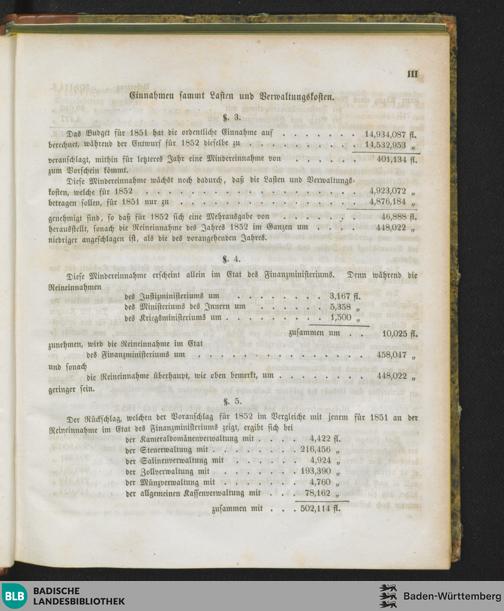 III
Einnahmen sammt Lasten und Verwaltungskosten.
§. 3.
Das Budget für 1851 hat die ordentliche Einnahme auf . . . . . . . 14,934,087 fl.
berechnet, während der Entwurf für 1852 dieselbe zu . . . . . . . . . 14,532,953 „
veranschlagt, mithin für letzteres Jahr eine Mindereinnahme von . . . . . 401,134 fl.
zum Vorschein kömmt.
Diese Mindereinnahme wächst noch dadurch, daß die Lasten und Verwaltungs-
kosten, welche für 1852 . . . . . . . . . . . . . . . . . . 4,923,072 „
betragen sollen, für 1851 nur zu . . . . . . . . . . . . . . . 4,876,184 „
genehmigt sind, so daß für 1852 sich eine Mehrausgabe von . . . . . . 46,888 fl.
herausstellt, sonach die Reineinnahme des Jahres 1852 im Ganzen um . . . . 448,022 „
niedriger angeschlagen ist, als die des vorangehenden Jahres.
§. 4.
Diese Mindereinnahme erscheint allein im Etat des Finanzministeriums. Denn während die
Reineinnahmen
des Justizministeriums um . . . . . . . . . 3,167 fl.
des Ministeriums des Innern um . . . . . . 5,358 „
des Kriegsministeriums um . . . . . . . . . 1,500 „
zusammen um . . 10,025 fl.
zunehmen, wird die Reineinnahme im Etat
des Finanzministeriums um . . . . . . . . . . . . . . 458,047 „
und sonach
die Reineinnahme überhaupt, wie oben bemerkt, um . . . . . . . . 448,022 „
geringer sein.
§. 5.
Der Rückschlag, welchen der Voranschlag für 1852 im Vergleiche mit jenem für 1851 an der
Reineinnahme im Etat des Finanzministeriums zeigt, ergibt sich bei
der Kameraldomänenverwaltung mit . . . . 4,422 fl.
der Steuerwaltung mit . . . . . . . . 216,456 „
der Salinenverwaltung mit . . . . . . . 4,924 „
der Zollverwaltung mit . . . . . . . . 193,390 „
der Münzverwaltung mit . . . . . . . . 4,760 „
der allgemeinen Kassenverwaltung mit . . . 78,162 „
zusammen mit . . . 502,114 fl.
BLB BADISCHE
LANDESBIBLIOTHEK
Baden-Württemberg